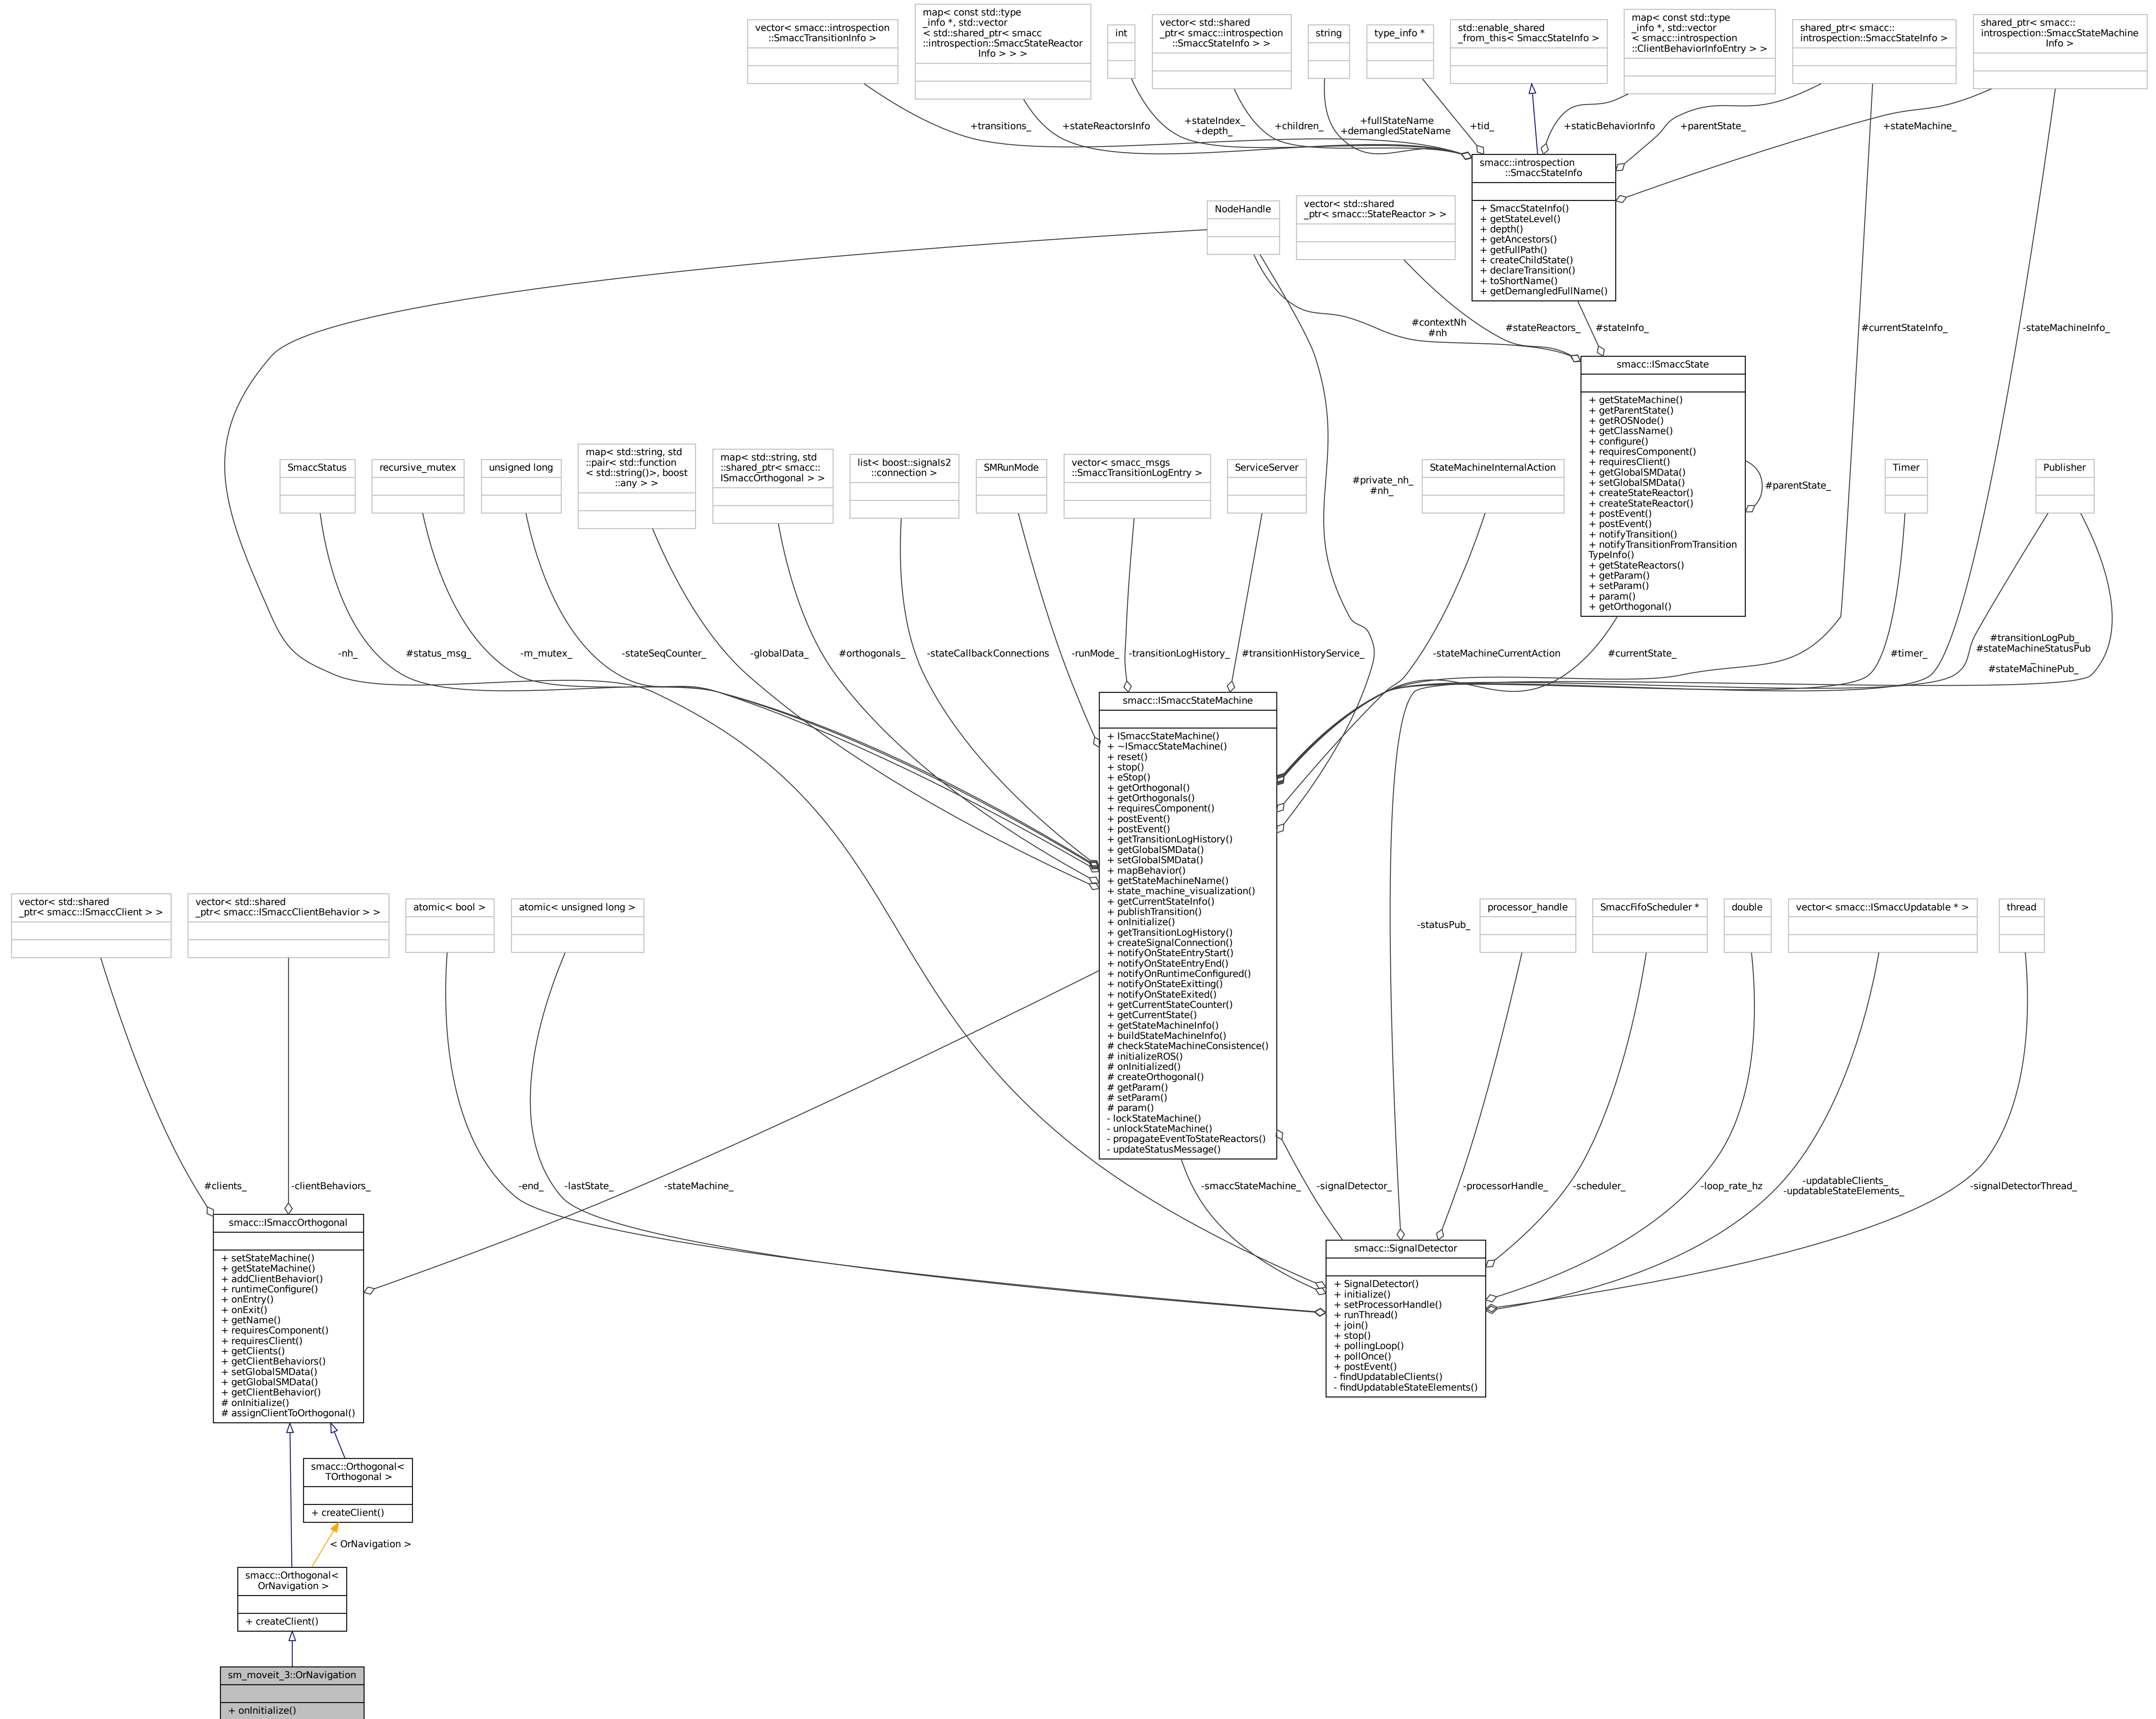 vector< smacc::introspection
::SmaccTransitionInfo >
map< const std::type
_info *, std::vector
< std::shared_ptr< smacc
::introspection::SmaccStateReactor
Info > > >
int
vector< std::shared
_ptr< smacc::introspection
::SmaccStateInfo > >
string
type_info *
std::enable_shared
_from_this< SmaccStateInfo >
map< const std::type
_info *, std::vector
< smacc::introspection
::ClientBehaviorInfoEntry > >
shared_ptr< smacc::
introspection::SmaccStateInfo >
shared_ptr< smacc::
introspection::SmaccStateMachine
Info >
+transitions_
+stateReactorsInfo
+stateIndex_
+depth_
+children_
+fullStateName
+demangledStateName
+tid_
+staticBehaviorInfo
+parentState_
+stateMachine_
smacc::introspection
::SmaccStateInfo
+ SmaccStateInfo()
+ getStateLevel()
+ depth()
+ getAncestors()
+ getFullPath()
+ createChildState()
+ declareTransition()
+ toShortName()
+ getDemangledFullName()
NodeHandle
vector< std::shared
_ptr< smacc::StateReactor > >
#contextNh
#nh
#stateReactors_
#stateInfo_
#currentStateInfo_
-stateMachineInfo_
smacc::ISmaccState
+ getStateMachine()
+ getParentState()
+ getROSNode()
+ getClassName()
+ configure()
+ requiresComponent()
+ requiresClient()
+ getGlobalSMData()
+ setGlobalSMData()
+ createStateReactor()
+ createStateReactor()
+ postEvent()
+ postEvent()
+ notifyTransition()
+ notifyTransitionFromTransition
TypeInfo()
+ getStateReactors()
+ getParam()
+ setParam()
+ param()
+ getOrthogonal()
#parentState_
SmaccStatus
recursive_mutex
unsigned long
map< std::string, std
::pair< std::function
< std::string()>, boost
::any > >
map< std::string, std
::shared_ptr< smacc::
ISmaccOrthogonal > >
list< boost::signals2
::connection >
SMRunMode
vector< smacc_msgs
::SmaccTransitionLogEntry >
ServiceServer
#private_nh_
#nh_
StateMachineInternalAction
Timer
Publisher
-nh_
#status_msg_
-m_mutex_
-stateSeqCounter_
-globalData_
#orthogonals_
-stateCallbackConnections
-runMode_
-transitionLogHistory_
#transitionHistoryService_
-stateMachineCurrentAction
#currentState_
#timer_
#transitionLogPub_
#stateMachineStatusPub
_
#stateMachinePub_
smacc::ISmaccStateMachine
+ ISmaccStateMachine()
+ ~ISmaccStateMachine()
+ reset()
+ stop()
+ eStop()
+ getOrthogonal()
+ getOrthogonals()
+ requiresComponent()
+ postEvent()
+ postEvent()
+ getTransitionLogHistory()
+ getGlobalSMData()
+ setGlobalSMData()
+ mapBehavior()
+ getStateMachineName()
+ state_machine_visualization()
+ getCurrentStateInfo()
+ publishTransition()
+ onInitialize()
+ getTransitionLogHistory()
+ createSignalConnection()
+ notifyOnStateEntryStart()
+ notifyOnStateEntryEnd()
+ notifyOnRuntimeConfigured()
+ notifyOnStateExitting()
+ notifyOnStateExited()
+ getCurrentStateCounter()
+ getCurrentState()
+ getStateMachineInfo()
+ buildStateMachineInfo()
# checkStateMachineConsistence()
# initializeROS()
# onInitialized()
# createOrthogonal()
# getParam()
# setParam()
# param()
- lockStateMachine()
- unlockStateMachine()
- propagateEventToStateReactors()
- updateStatusMessage()
vector< std::shared
_ptr< smacc::ISmaccClient > >
vector< std::shared
_ptr< smacc::ISmaccClientBehavior > >
atomic< bool >
atomic< unsigned long >
-statusPub_
processor_handle
SmaccFifoScheduler *
double
vector< smacc::ISmaccUpdatable * >
thread
#clients_
-clientBehaviors_
-end_
-lastState_
-stateMachine_
-smaccStateMachine_
-signalDetector_
-processorHandle_
-scheduler_
-loop_rate_hz
-updatableClients_
-updatableStateElements_
-signalDetectorThread_
smacc::ISmaccOrthogonal
+ setStateMachine()
+ getStateMachine()
+ addClientBehavior()
+ runtimeConfigure()
+ onEntry()
+ onExit()
+ getName()
+ requiresComponent()
+ requiresClient()
+ getClients()
+ getClientBehaviors()
+ setGlobalSMData()
+ getGlobalSMData()
+ getClientBehavior()
# onInitialize()
# assignClientToOrthogonal()
smacc::SignalDetector
+ SignalDetector()
+ initialize()
+ setProcessorHandle()
+ runThread()
+ join()
+ stop()
+ pollingLoop()
+ pollOnce()
+ postEvent()
- findUpdatableClients()
- findUpdatableStateElements()
smacc::Orthogonal<
TOrthogonal >
+ createClient()
< OrNavigation >
smacc::Orthogonal<
OrNavigation >
+ createClient()
sm_moveit_3::OrNavigation
+ onInitialize()